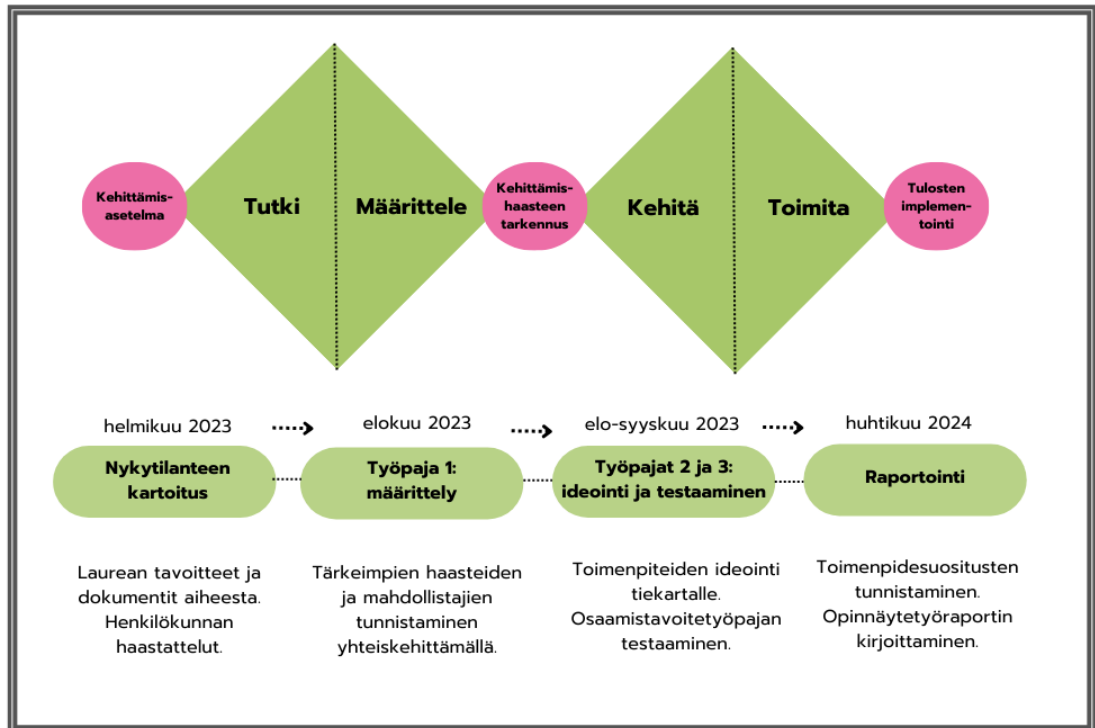 Kehittämis-
asetelma
Tutki
Määrittele
Kehittämis-
haasteen
tarkennus
Kehitä
Toimita
Tulosten
implemen-
tointi
helmikuu 2023
elokuu 2023
elo-syyskuu 2023
huhtikuu 2024
Nykytilanteen
kartoitus
Työpaja 1:
määrittely
Työpajat 2 ja 3:
ideointi ja testaaminen
Raportointi
Laurean tavoitteet ja
dokumentit aiheesta.
Henkilökunnan
haastattelut.
Tärkeimpien haasteiden
ja mahdollistajien
tunnistaminen
yhteiskehittämällä.
Toimenpiteiden ideointi
tiekartalle.
Osaamistavoitetyöpajan
testaaminen.
Toimenpidesuositusten
tunnistaminen.
Opinnäytetyöraportin
kirjoittaminen.